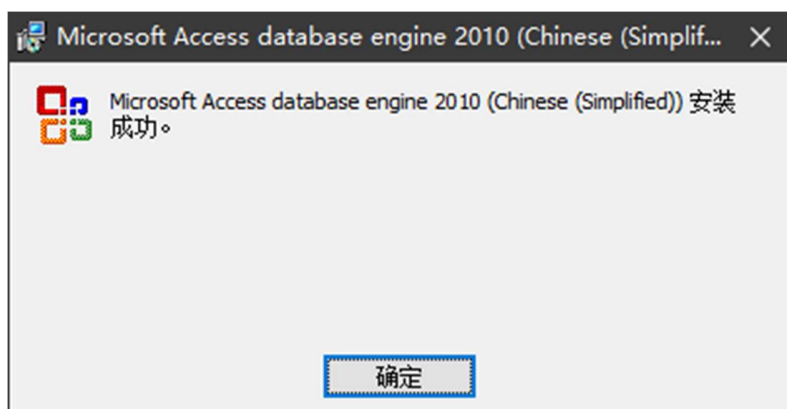 Microsoft Access database engine 2010 (Chinese (Simplif...
Microsoft Access database engine 2010 (Chinese (Simplified)) 安装
成功。
确定